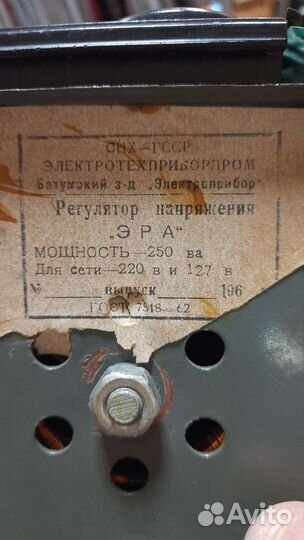 СНХ-ГССР
ЭЛЕКТРОТЕХПРИБОРПРОМ
Батумский з-д „Электроприбор"
Регулятор напряжения
„ЭРА"
МОЩНОСТЬ—250 ва
Для сети—220 в и 127 в
№ выпуск 196
ГОСТ 7518-62
Avito